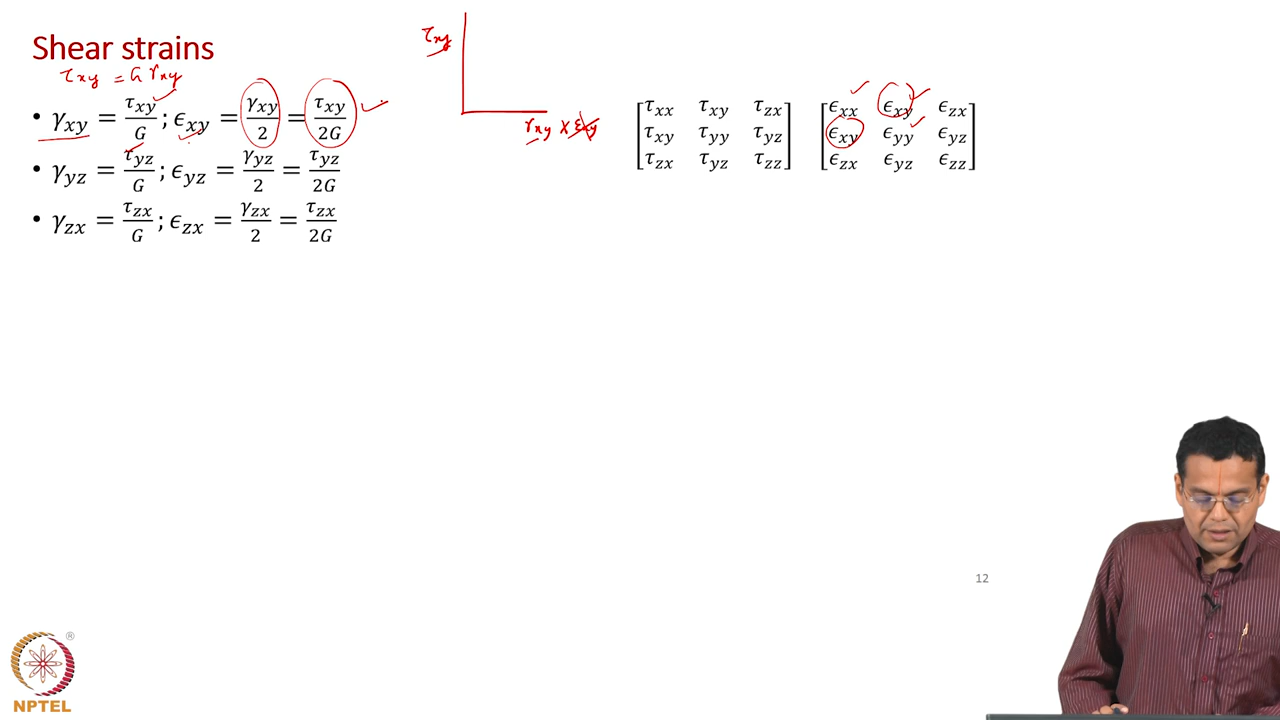 Shear strains
τxy = G γxy
• γxy = τxy/G ; ϵxy = γxy/2 = τxy/2G
• γyz = τyz/G ; ϵyz = γyz/2 = τyz/2G
• γzx = τzx/G ; ϵzx = γzx/2 = τzx/2G
τxy
γxy × εxy
[τxx τxy τzx] [ϵxx ϵxy ϵzx]
[τxy τyy τyz] [ϵxy ϵyy ϵyz]
[τzx τyz τzz] [ϵzx ϵyz ϵzz]
12
®
NPTEL